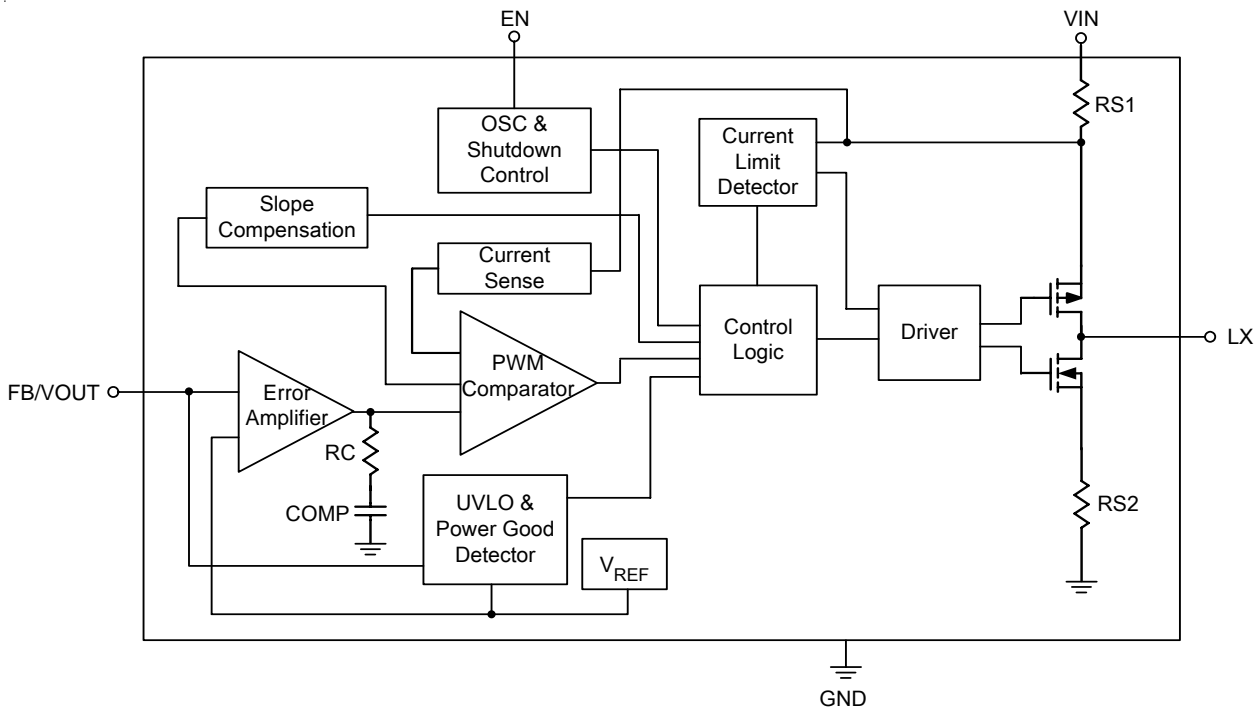 EN
VIN
RS1
OSC &
Shutdown
Control
Current
Limit
Detector
Slope
Compensation
Current
Sense
Control
Logic
Driver
LX
PWM
Comparator
FB/VOUT
Error
Amplifier
RC
COMP
UVLO &
Power Good
Detector
VREF
RS2
GND